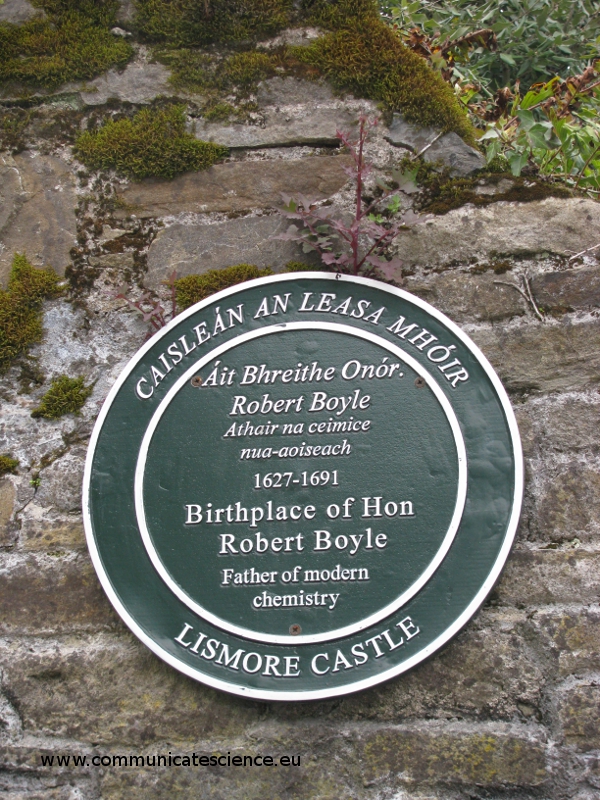 CAISLEÁN AN LEASA MHÓIR
Áit Bhreithe Onór.
Robert Boyle
Athair na ceimice
nua-aoiseach
1627-1691
Birthplace of Hon
Robert Boyle
Father of modern
chemistry
LISMORE CASTLE
www.communicatescience.eu